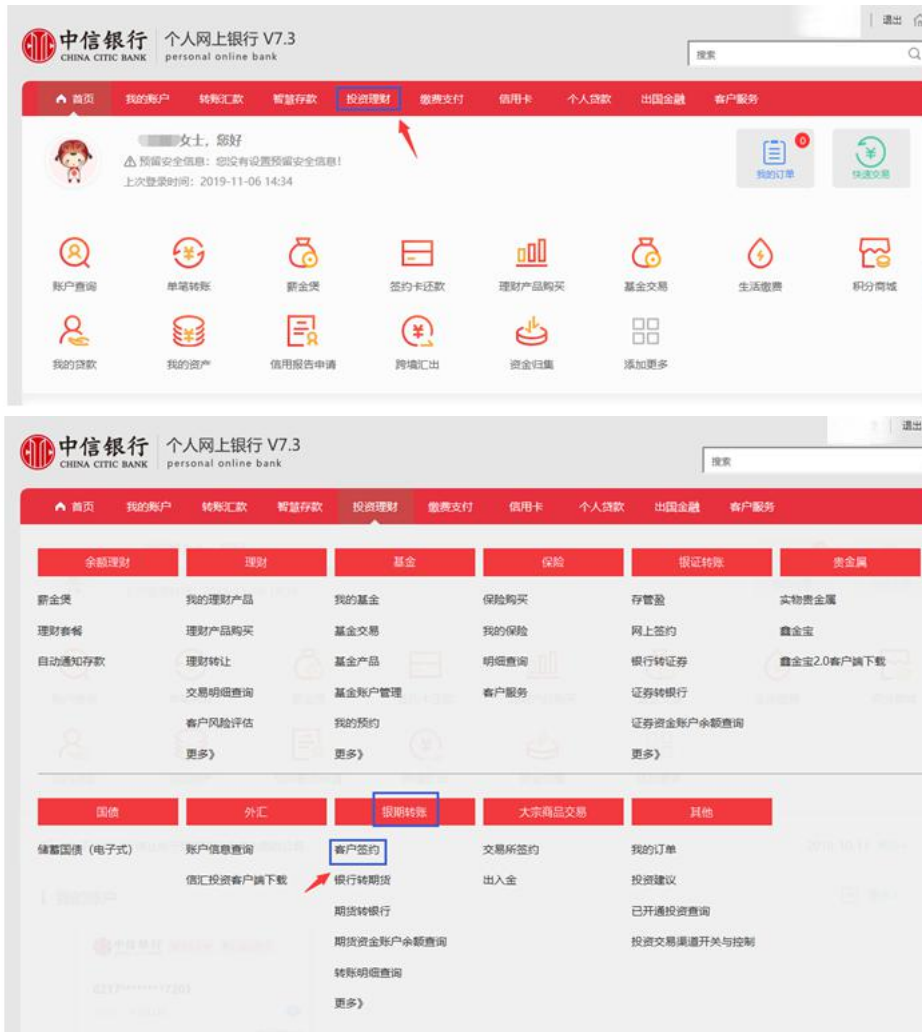 退出
中信银行 个人网上银行 V7.3
CHINA CITIC BANK personal online bank
搜索
首页 我的账户 转账汇款 智慧存款 投资理财 缴费支付 信用卡 个人贷款 出国金融 客户服务
女士，您好
预留安全信息：您没有设置预留安全信息！
上次登录时间：2019-11-06 14:34
0
我的订单 快速交易
账户查询 单笔转账 薪金煲 签约卡还款 理财产品购买 基金交易 生活缴费 积分商城
我的贷款 我的资产 信用报告申请 跨境汇出 资金归集 添加更多
退出
中信银行 个人网上银行 V7.3
CHINA CITIC BANK personal online bank
搜索
首页 我的账户 转账汇款 智慧存款 投资理财 缴费支付 信用卡 个人贷款 出国金融 客户服务
余额理财 理财 基金 保险 银证转账 贵金属
薪金煲 我的理财产品 我的基金 保险购买 存管盈 实物贵金属
理财套餐 理财产品购买 基金交易 我的保险 网上签约 鑫金宝
自动通知存款 理财转让 基金产品 明细查询 银行转证券 鑫金宝2.0客户端下载
交易明细查询 基金账户管理 客户服务 证券转银行
客户风险评估 我的预约 证券资金账户余额查询
更多》 更多》 更多》
国债 外汇 银期转账 大宗商品交易 其他
储蓄国债（电子式） 账户信息查询 客户签约 交易所签约 我的订单
信汇投资客户端下载 银行转期货 出入金 投资建议
期货转银行 已开通投资查询
期货资金账户余额查询 投资交易渠道开关与控制
转账明细查询
更多》